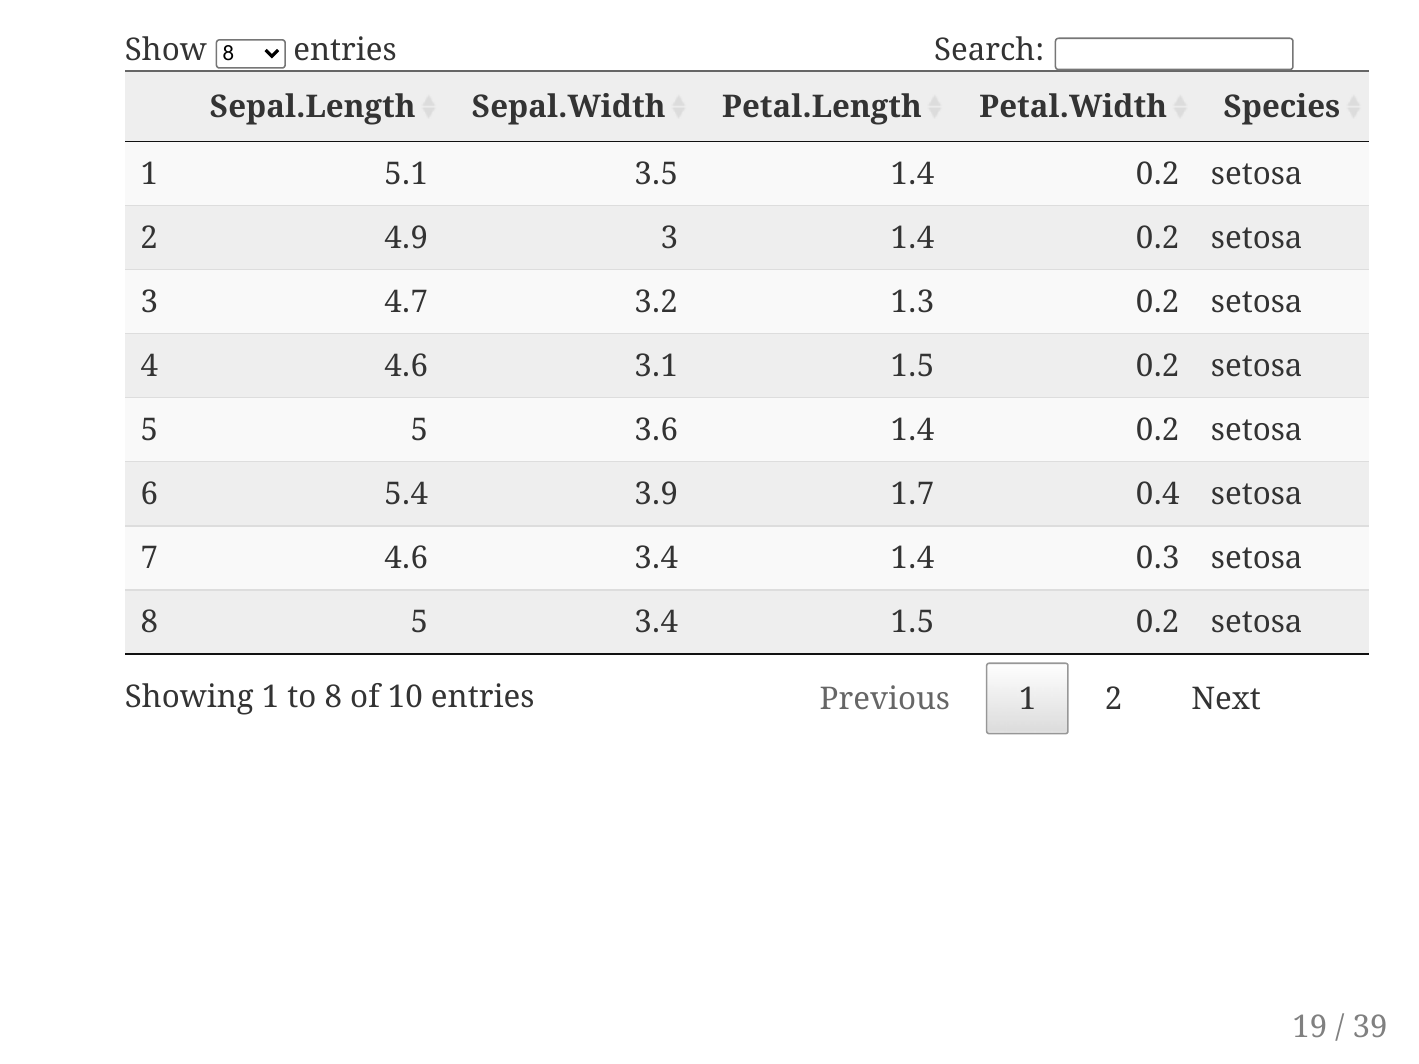 Show 8 entries Search:
Sepal.Length Sepal.Width Petal.Length Petal.Width Species
1 5.1 3.5 1.4 0.2 setosa
2 4.9 3 1.4 0.2 setosa
3 4.7 3.2 1.3 0.2 setosa
4 4.6 3.1 1.5 0.2 setosa
5 5 3.6 1.4 0.2 setosa
6 5.4 3.9 1.7 0.4 setosa
7 4.6 3.4 1.4 0.3 setosa
8 5 3.4 1.5 0.2 setosa
Showing 1 to 8 of 10 entries Previous 1 2 Next
19 / 39